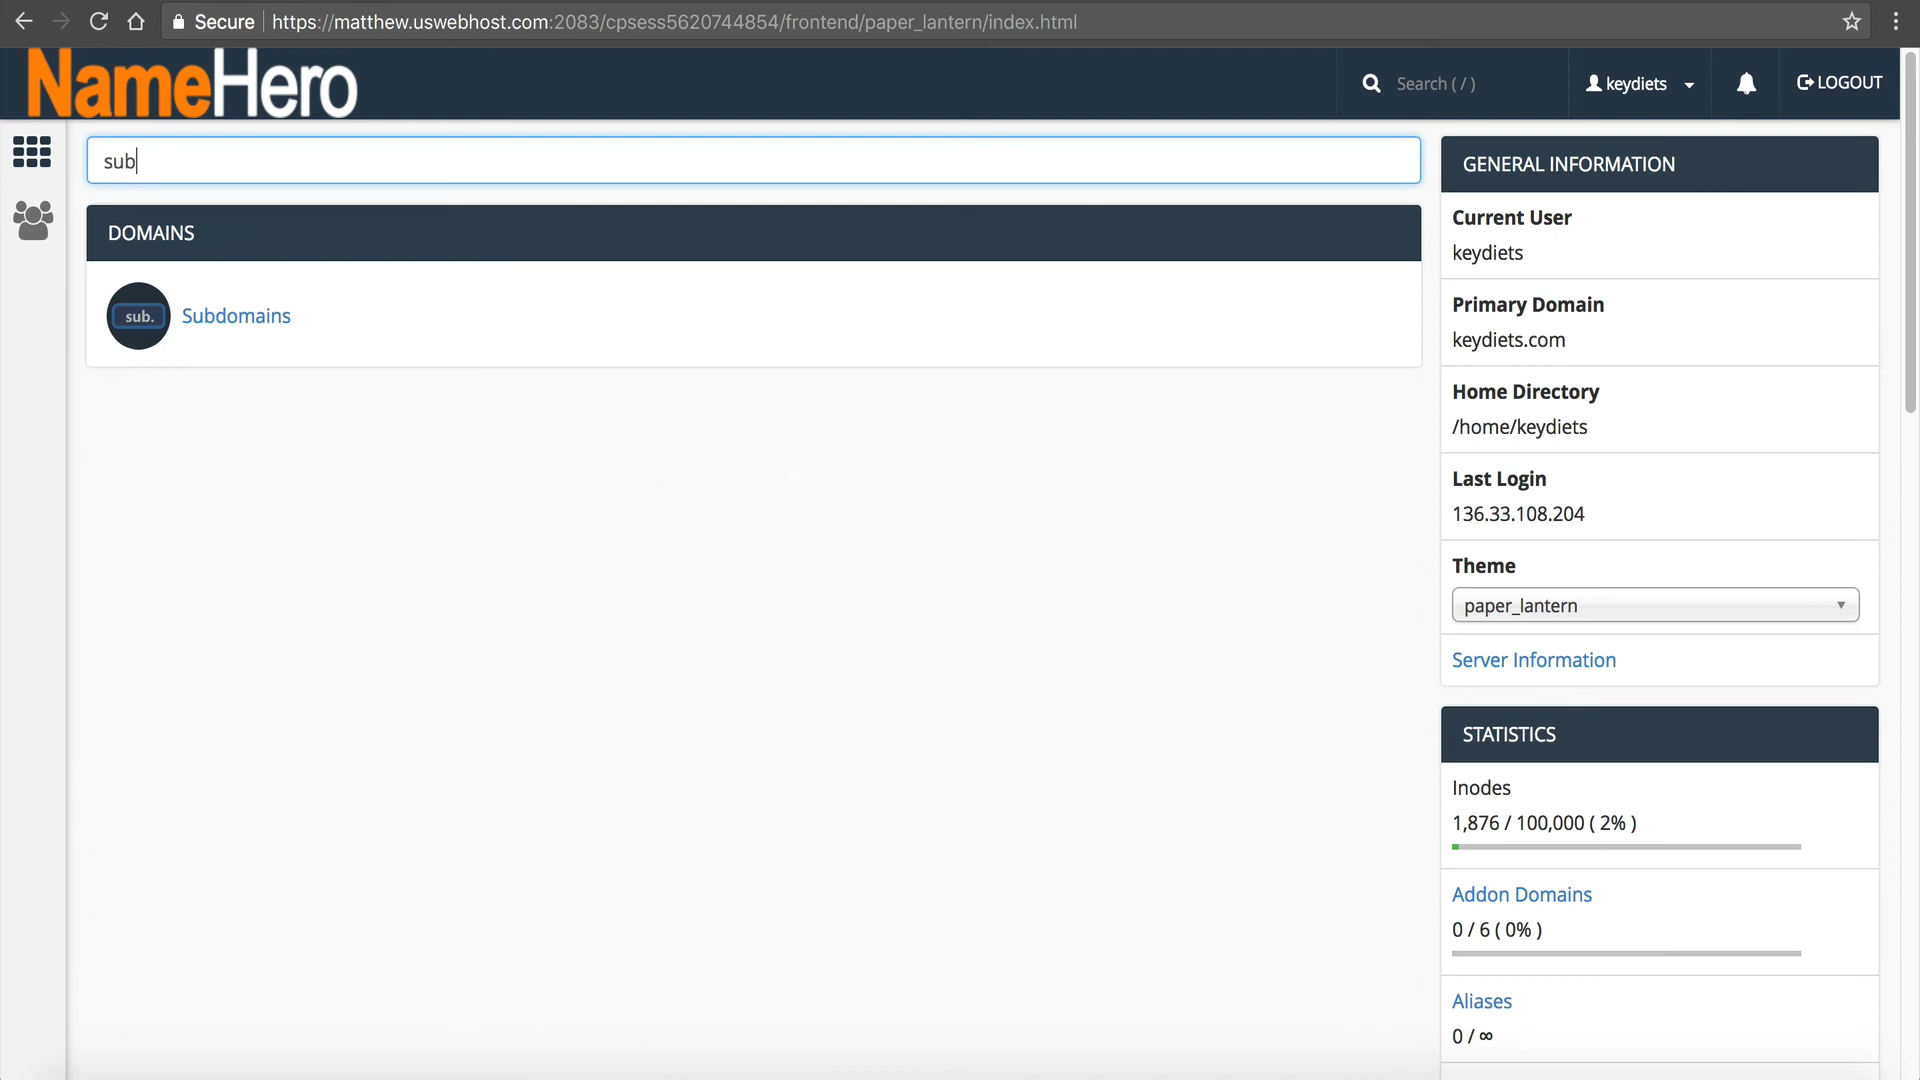 Secure https://matthew.uswebhost.com:2083/cpsess5620744854/frontend/paper_lantern/index.html
NameHero
Search ( / )
keydiets
LOGOUT
sub
DOMAINS
sub.
Subdomains
GENERAL INFORMATION
Current User
keydiets
Primary Domain
keydiets.com
Home Directory
/home/keydiets
Last Login
136.33.108.204
Theme
paper_lantern
Server Information
STATISTICS
Inodes
1,876 / 100,000 ( 2% )
Addon Domains
0 / 6 ( 0% )
Aliases
0 / ∞